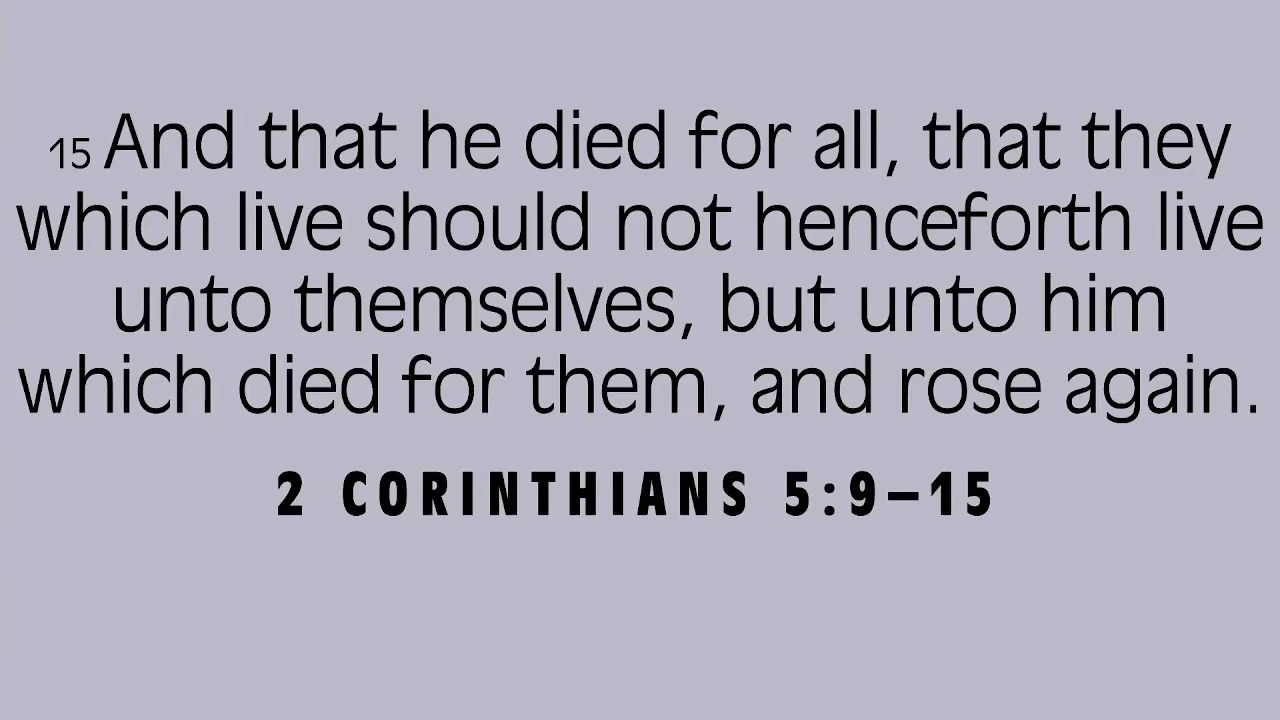 15 And that he died for all, that they
which live should not henceforth live
unto themselves, but unto him
which died for them, and rose again.
2 CORINTHIANS 5:9–15